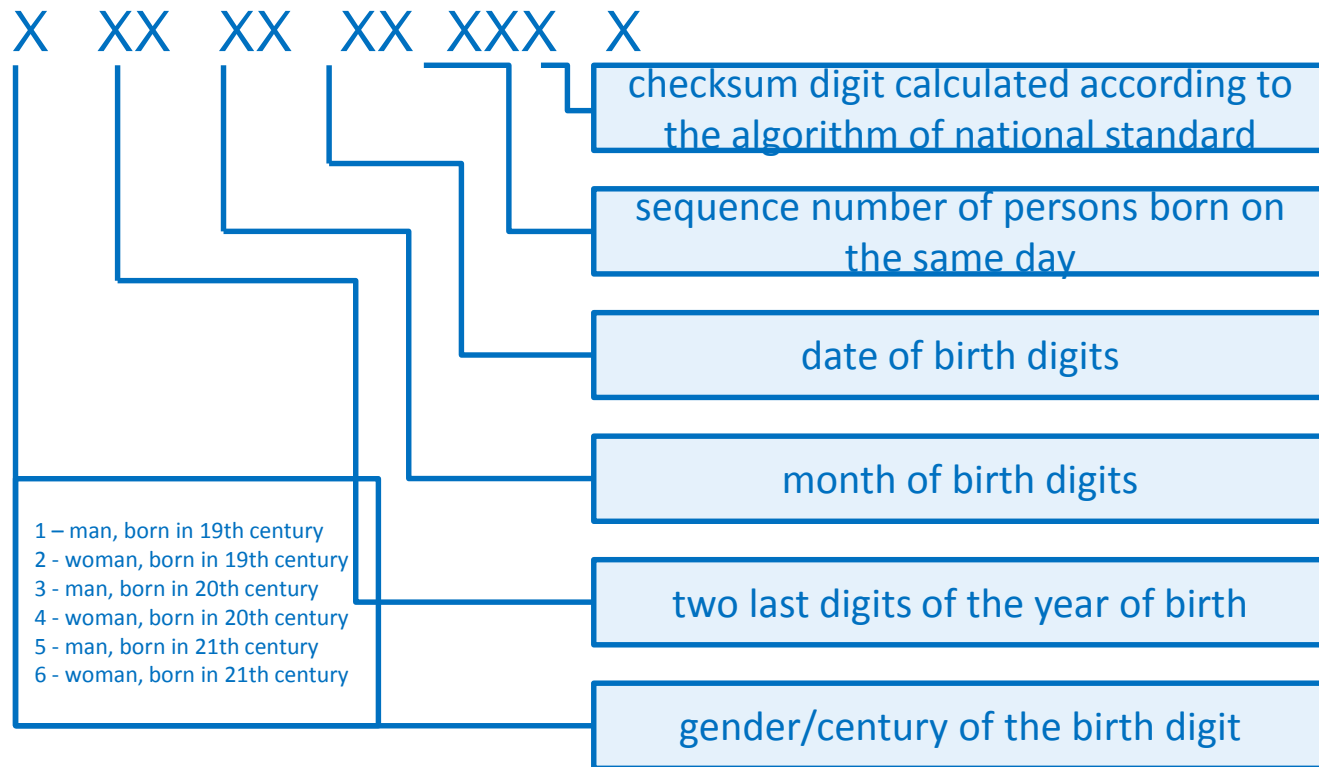 X XX XX XX XXX X
checksum digit calculated according to
the algorithm of national standard
sequence number of persons born on
the same day
date of birth digits
month of birth digits
1 – man, born in 19th century
2 - woman, born in 19th century
3 - man, born in 20th century
4 - woman, born in 20th century
5 - man, born in 21th century
6 - woman, born in 21th century
two last digits of the year of birth
gender/century of the birth digit